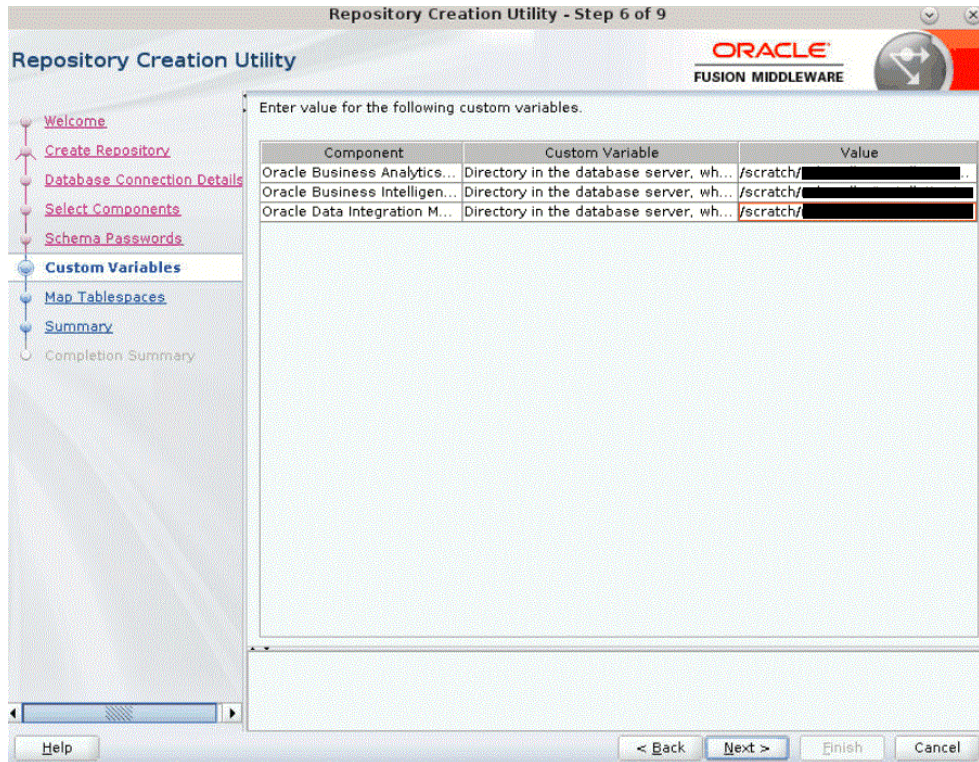 Repository Creation Utility - Step 6 of 9
Repository Creation Utility
ORACLE
FUSION MIDDLEWARE
Welcome
Create Repository
Database Connection Details
Select Components
Schema Passwords
Custom Variables
Map Tablespaces
Summary
Completion Summary
Enter value for the following custom variables.
Component Custom Variable Value
Oracle Business Analytics... Directory in the database server, wh... /scratch/ ...
Oracle Business Intelligen... Directory in the database server, wh... /scratch/
Oracle Data Integration M... Directory in the database server, wh... /scratch/
Help < Back Next > Finish Cancel